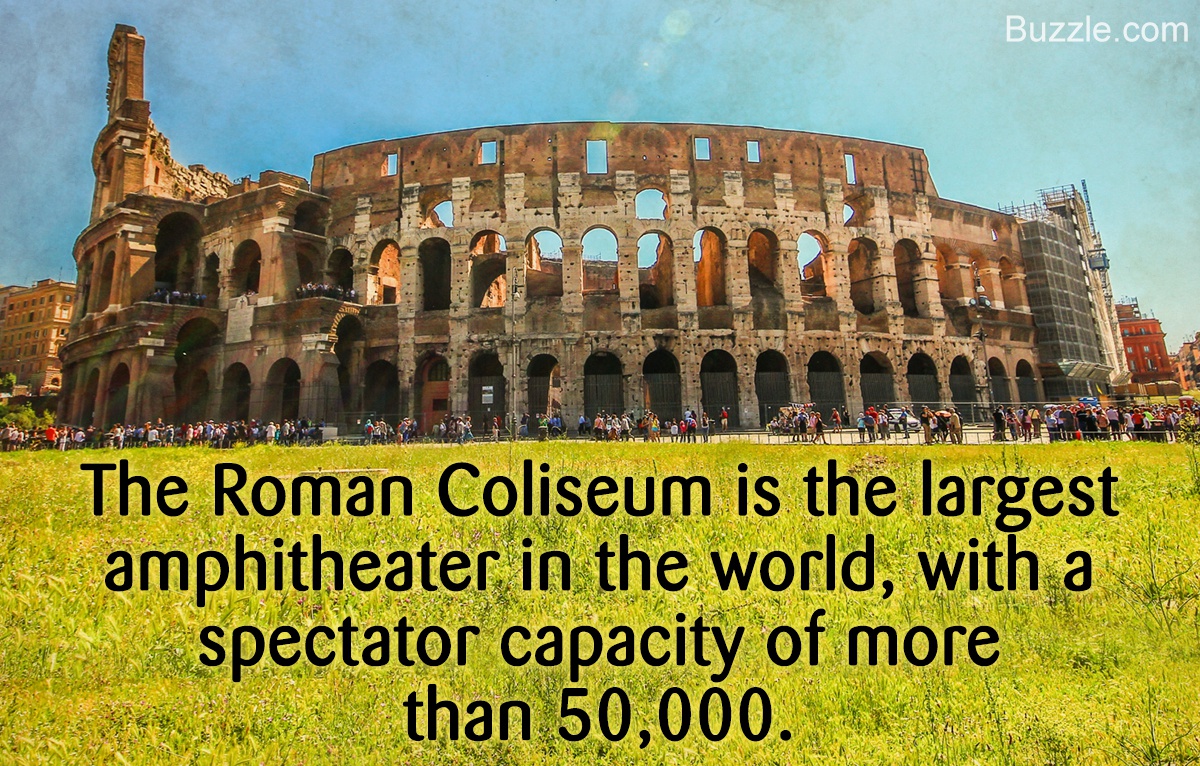 Buzzle.com
The Roman Coliseum is the largest
amphitheater in the world, with a
spectator capacity of more
than 50,000.